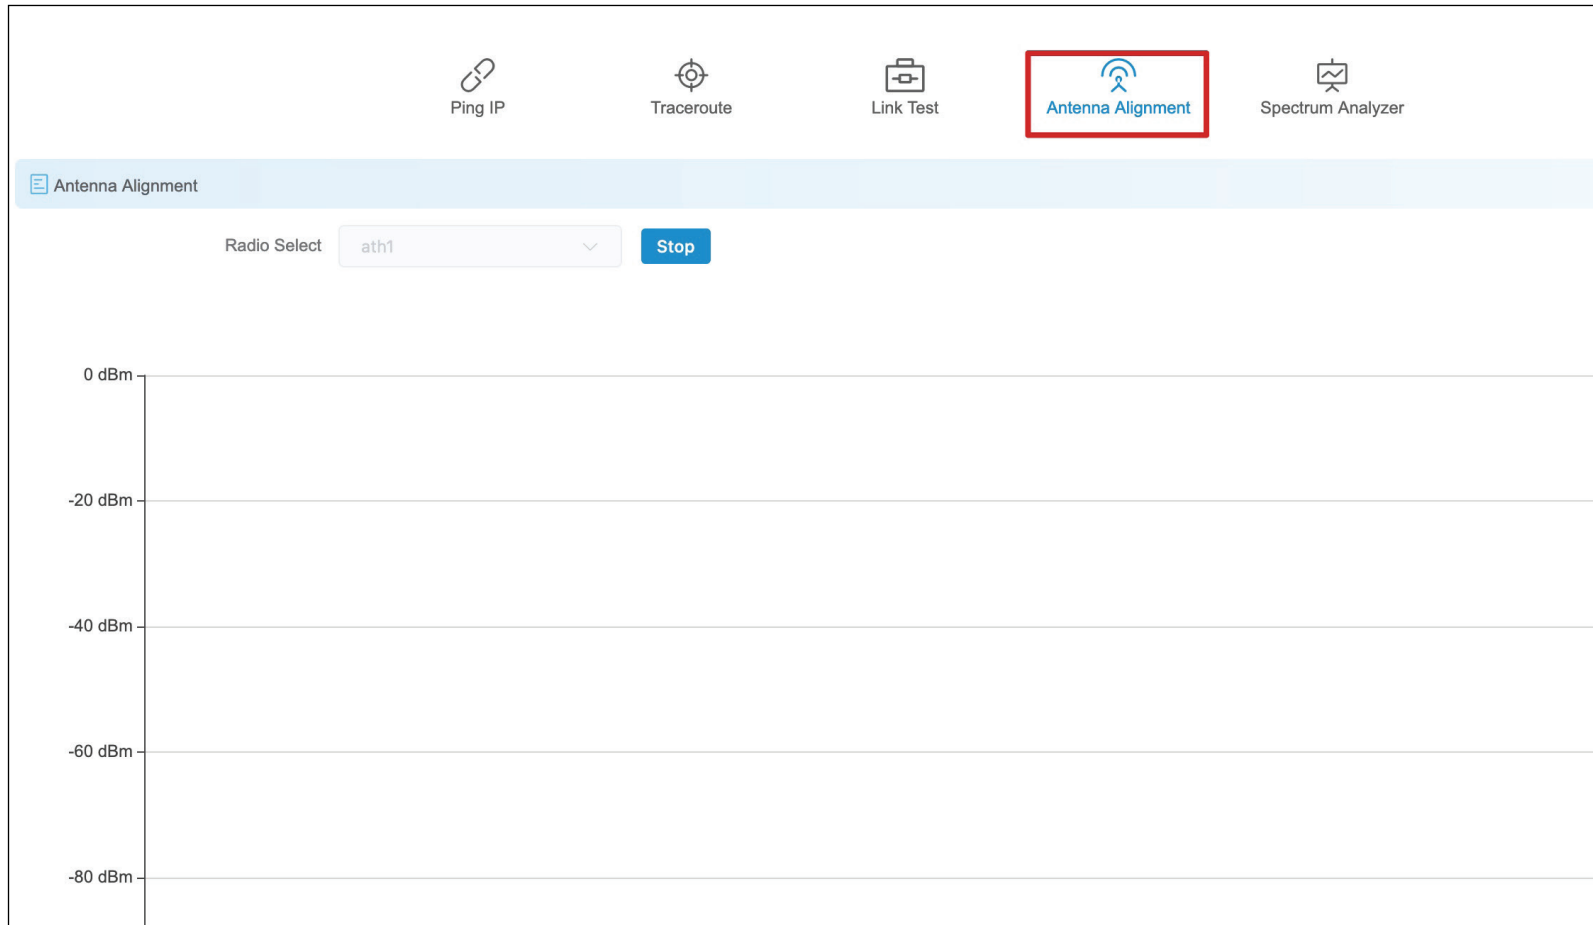 Ping IP
Traceroute
Link Test
Antenna Alignment
Spectrum Analyzer
Antenna Alignment
Radio Select
ath1
Stop
0 dBm
-20 dBm
-40 dBm
-60 dBm
-80 dBm